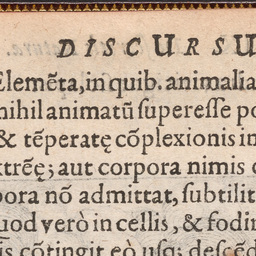 DISCURSU
Elemēta, in quib. animalia
nihil animatū superesse po
& tēperatę cōplexionis in
xtrēę; aut corpora nimis c
pora nō admittat, subtilit
uod verò in cellis, & fodin
is cōtingit eò usq; descēd